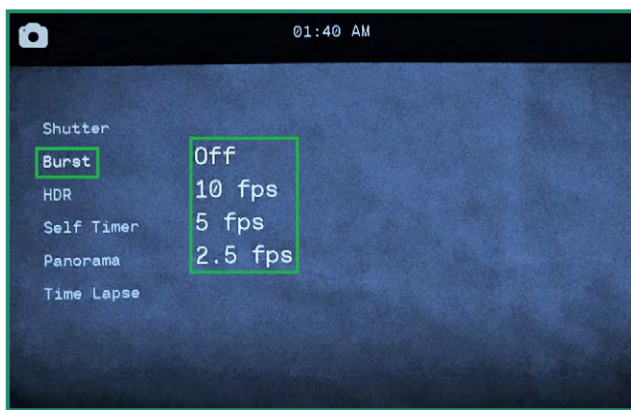 01:40 AM
Shutter
Burst
HDR
Self Timer
Panorama
Time Lapse
Off
10 fps
5 fps
2.5 fps